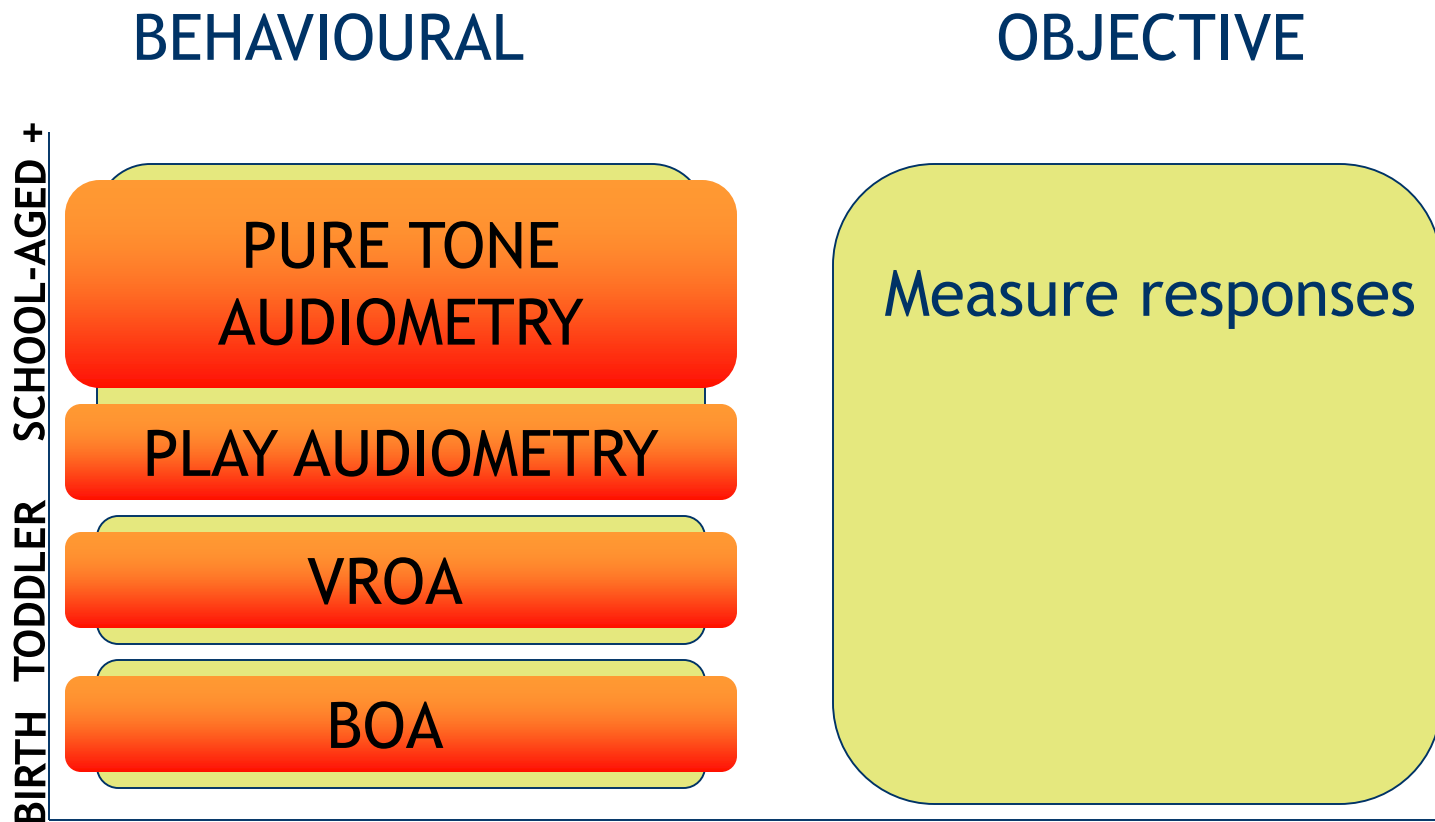 BEHAVIOURAL
OBJECTIVE
SCHOOL-AGED +
PURE TONE
AUDIOMETRY
Measure responses
PLAY AUDIOMETRY
TODDLER
VROA
BIRTH
BOA